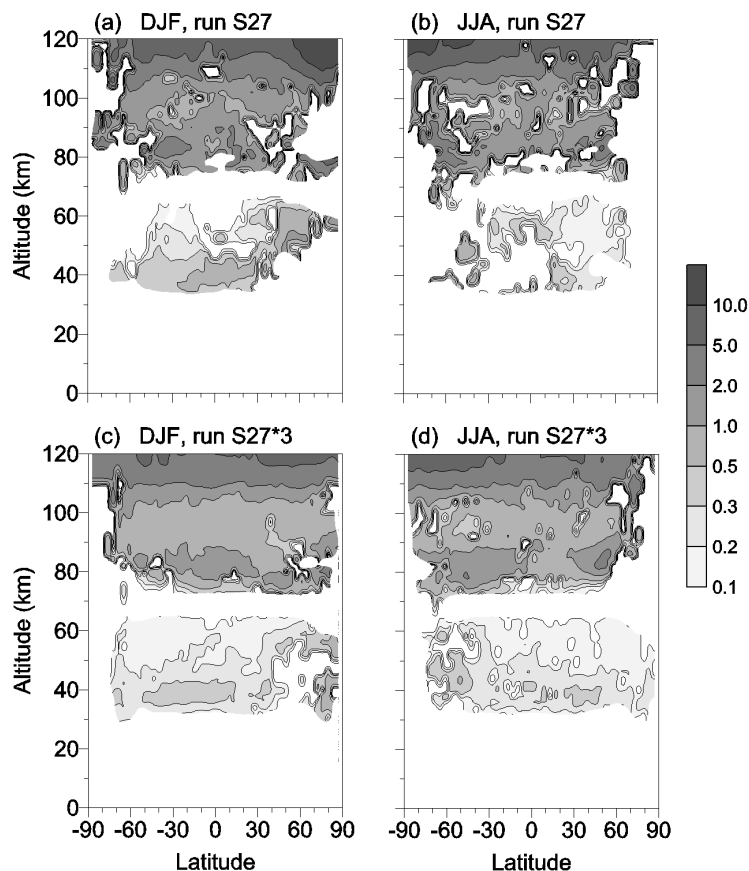 (a) DJF, run S27
(b) JJA, run S27
120
100
80
60
40
20
0
Altitude (km)
(c) DJF, run S27*3
(d) JJA, run S27*3
120
100
80
60
40
20
0
Altitude (km)
-90 -60 -30 0 30 60 90
-90 -60 -30 0 30 60 90
Latitude
Latitude
10.0
5.0
2.0
1.0
0.5
0.3
0.2
0.1